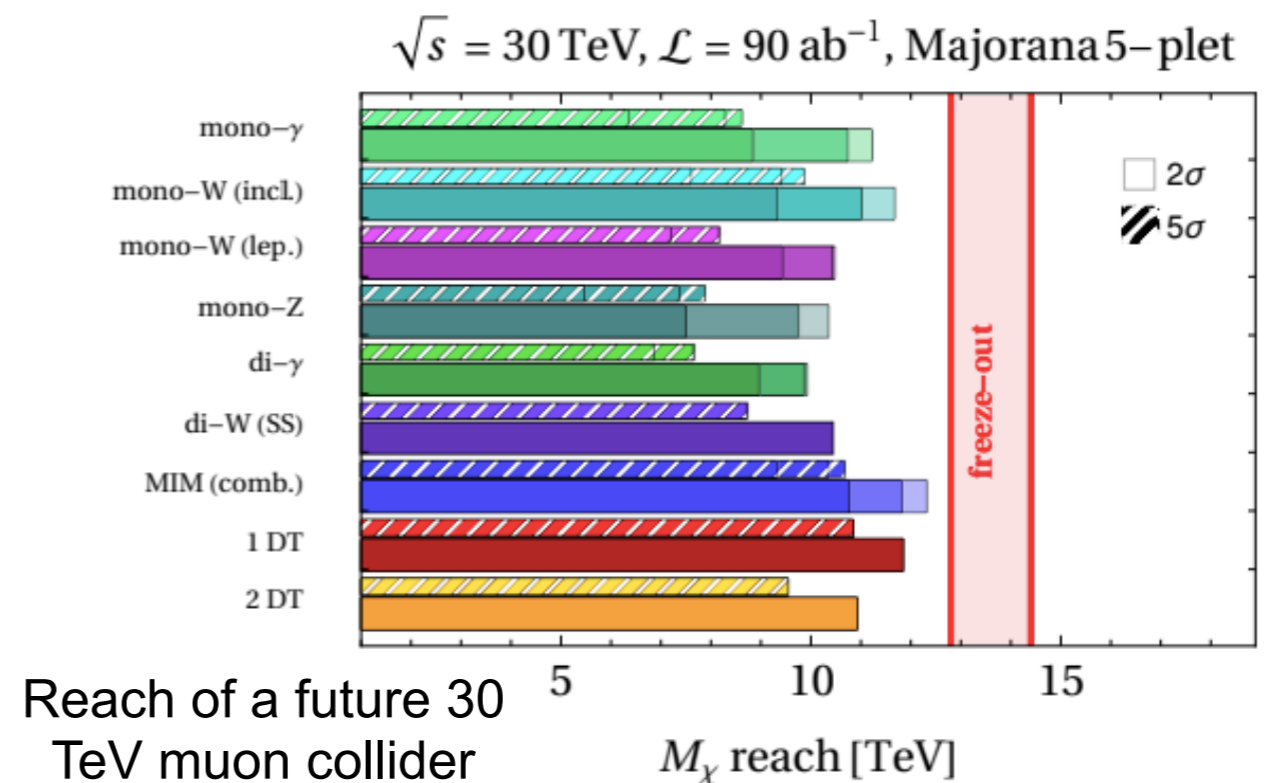 √s = 30 TeV, ℒ = 90 ab⁻¹, Majorana 5–plet
mono–γ
mono–W (incl.)
mono–W (lep.)
mono–Z
di–γ
di–W (SS)
MIM (comb.)
1 DT
2 DT
2σ
5σ
freeze–out
5 10 15
M_χ reach [TeV]
Reach of a future 30
TeV muon collider